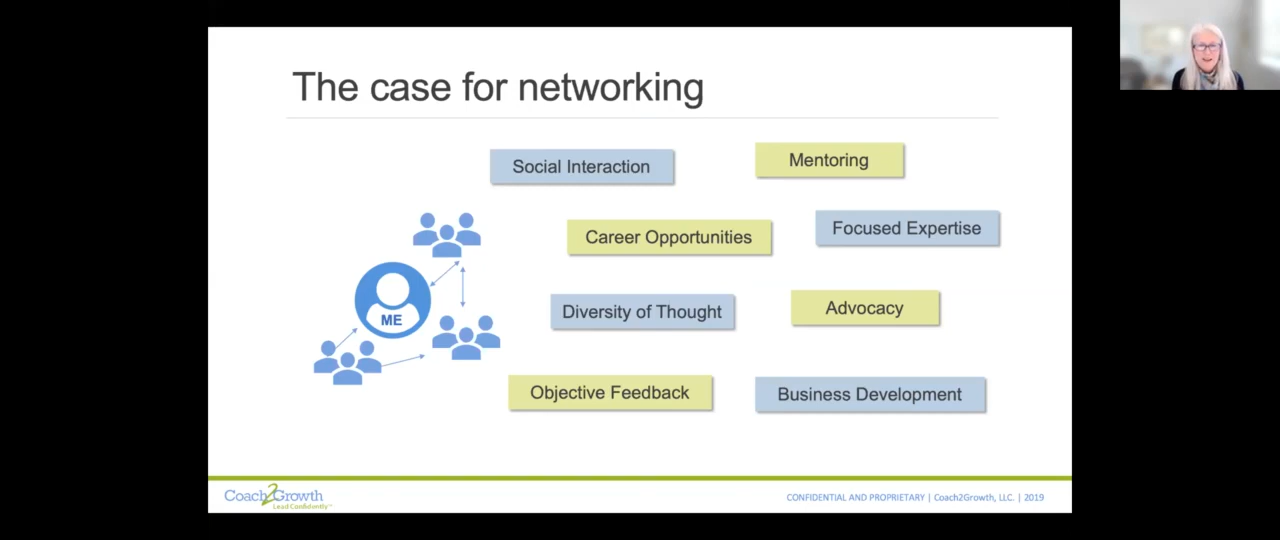 The case for networking
Social Interaction
Mentoring
Career Opportunities
Focused Expertise
Diversity of Thought
Advocacy
Objective Feedback
Business Development
ME
Coach2Growth
Lead Confidently™
CONFIDENTIAL AND PROPRIETARY | Coach2Growth, LLC. | 2019